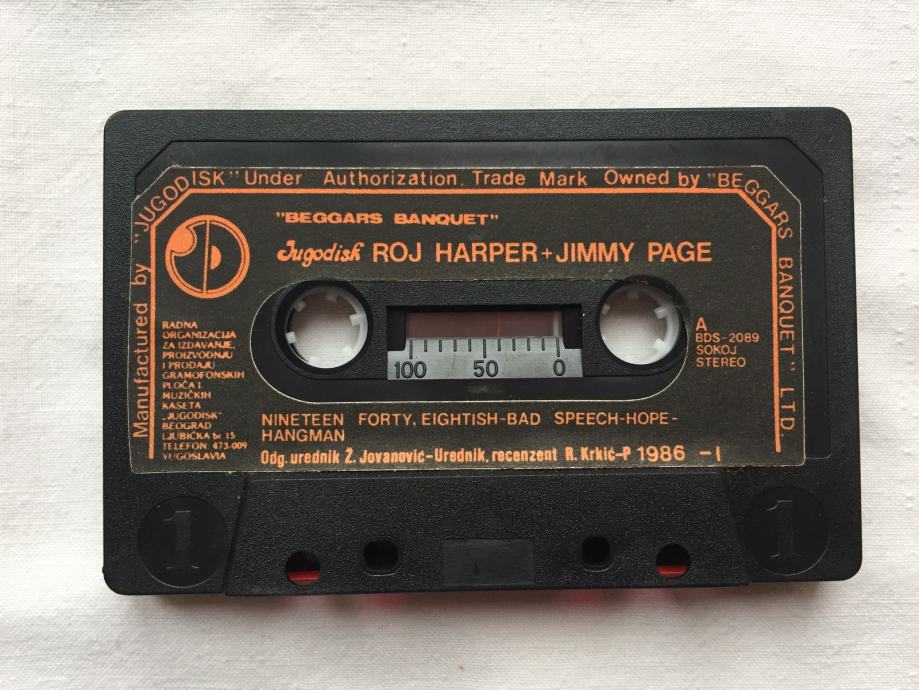 Manufactured by "JUGODISK" Under Authorization. Trade Mark Owned by "BEGGARS BANQUET" LTD.
"BEGGARS BANQUET"
Jugodisk ROJ HARPER+JIMMY PAGE
RADNA
ORGANIZACIJA
ZA IZDAVANJE,
PROIZVODNJU
I PRODAJU
GRAMOFONSKIH
PLOČA I
MUZIČKIH
KASETA
„JUGODISK"
BEOGRAD
LJUBIČKA br 15
TELEFON: 473-009
YUGOSLAVIA
A
BDS-2089
SOKOJ
STEREO
100 50 0
NINETEEN FORTY, EIGHTISH-BAD SPEECH-HOPE-
HANGMAN
Odg. urednik Ž. Jovanović-Urednik, recenzent R. Krkić-P 1986 -I
1 1